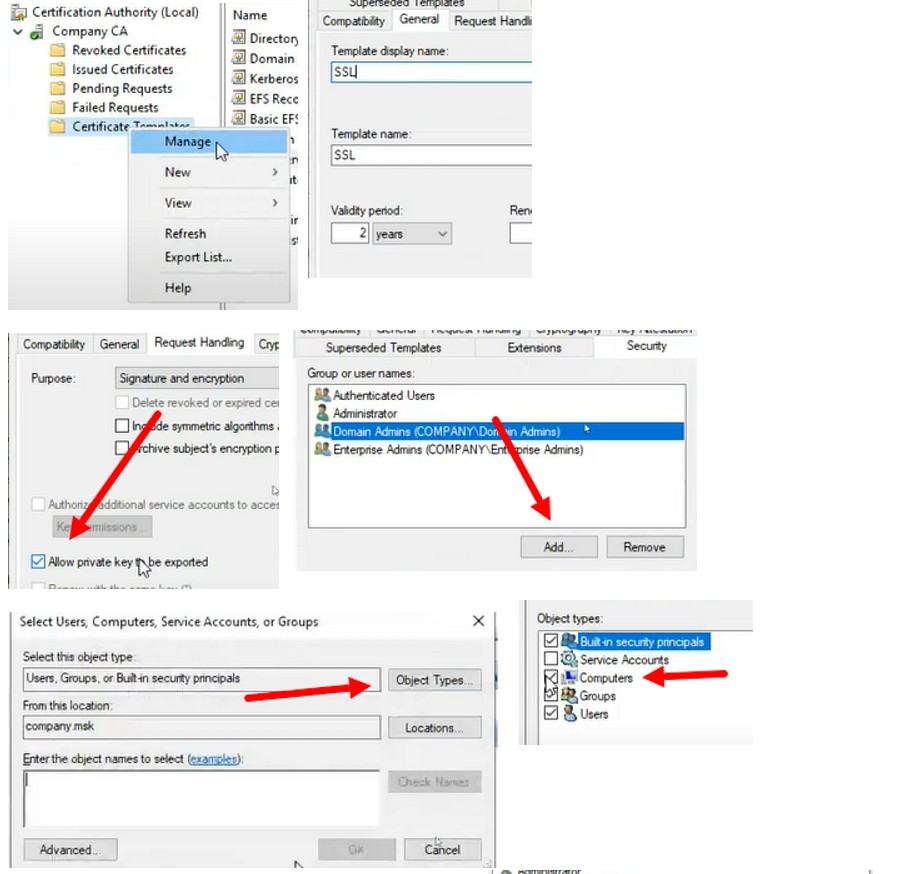 Certification Authority (Local)
Company CA
Revoked Certificates
Issued Certificates
Pending Requests
Failed Requests
Certificate Templates
Manage
New
View
Refresh
Export List...
Help
Name
Directory
Domain
Kerberos
EFS Reco
Basic EFS
Superseded Templates
Compatibility General Request Handli
Template display name:
SSL
Template name:
SSL
Validity period:
Ren
2 years
Compatibility General Request Handling Cryp
Purpose: Signature and encryption
Delete revoked or expired cer
Include symmetric algorithms a
Archive subject's encryption p
Authorize additional service accounts to acces
Key Permissions...
Allow private key to be exported
Renew with the same key (*)
Compatibility General Request Handling Cryptography Key Attestation
Superseded Templates Extensions Security
Group or user names:
Authenticated Users
Administrator
Domain Admins (COMPANY\Domain Admins)
Enterprise Admins (COMPANY\Enterprise Admins)
Add... Remove
Select Users, Computers, Service Accounts, or Groups
Select this object type:
Users, Groups, or Built-in security principals
Object Types...
From this location:
company.msk
Locations...
Enter the object names to select (examples):
Check Names
Advanced...
OK
Cancel
Object types:
Built-in security principals
Service Accounts
Computers
Groups
Users
Administrator